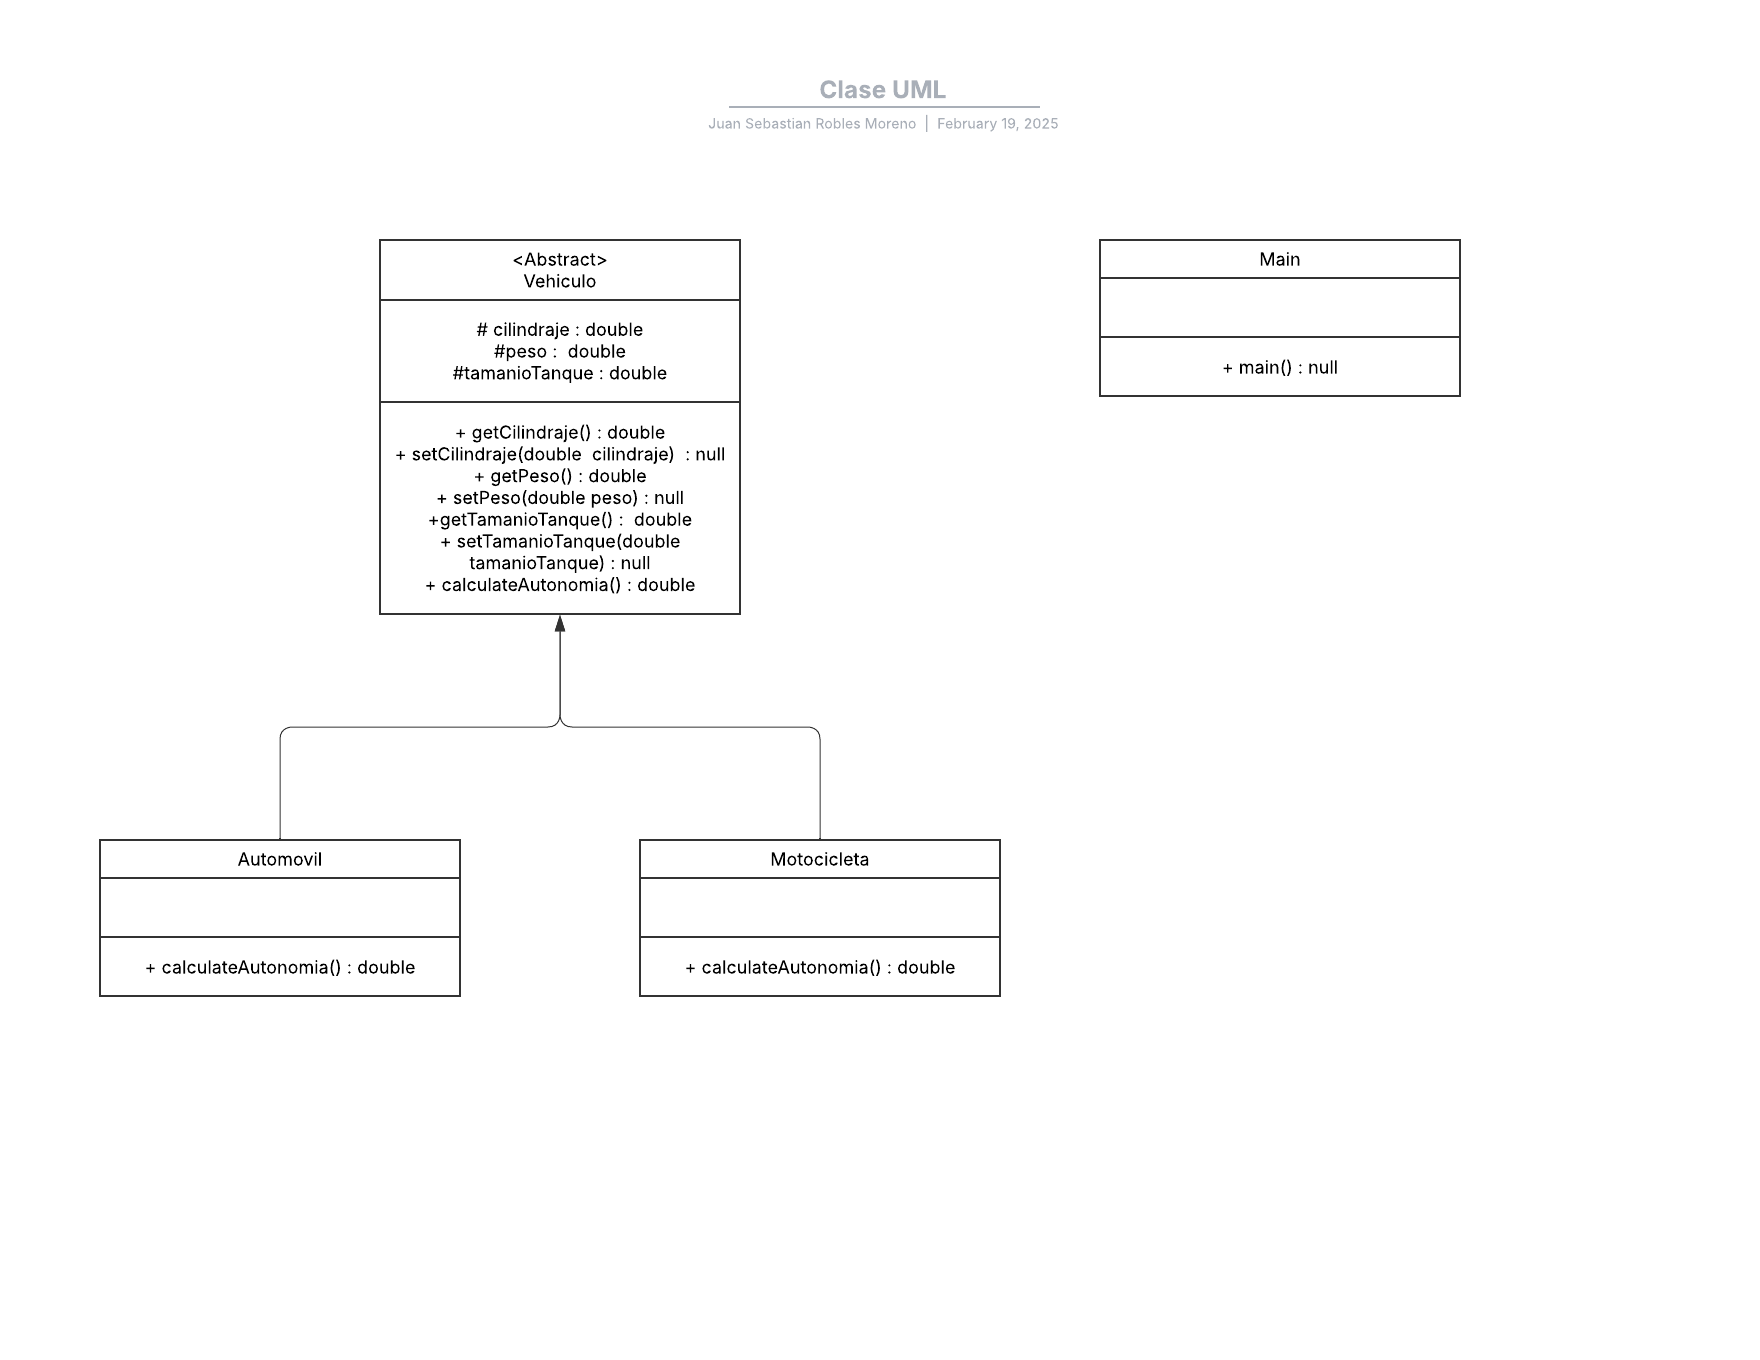 Clase UML
Juan Sebastian Robles Moreno | February 19, 2025
<Abstract>
Vehiculo
# cilindraje : double
#peso :  double
#tamanioTanque : double
+ getCilindraje() : double
+ setCilindraje(double  cilindraje)  : null
+ getPeso() : double
+ setPeso(double peso) : null
+getTamanioTanque() :  double
+ setTamanioTanque(double
tamanioTanque) : null
+ calculateAutonomia() : double
Main
+ main() : null
Automovil
+ calculateAutonomia() : double
Motocicleta
+ calculateAutonomia() : double